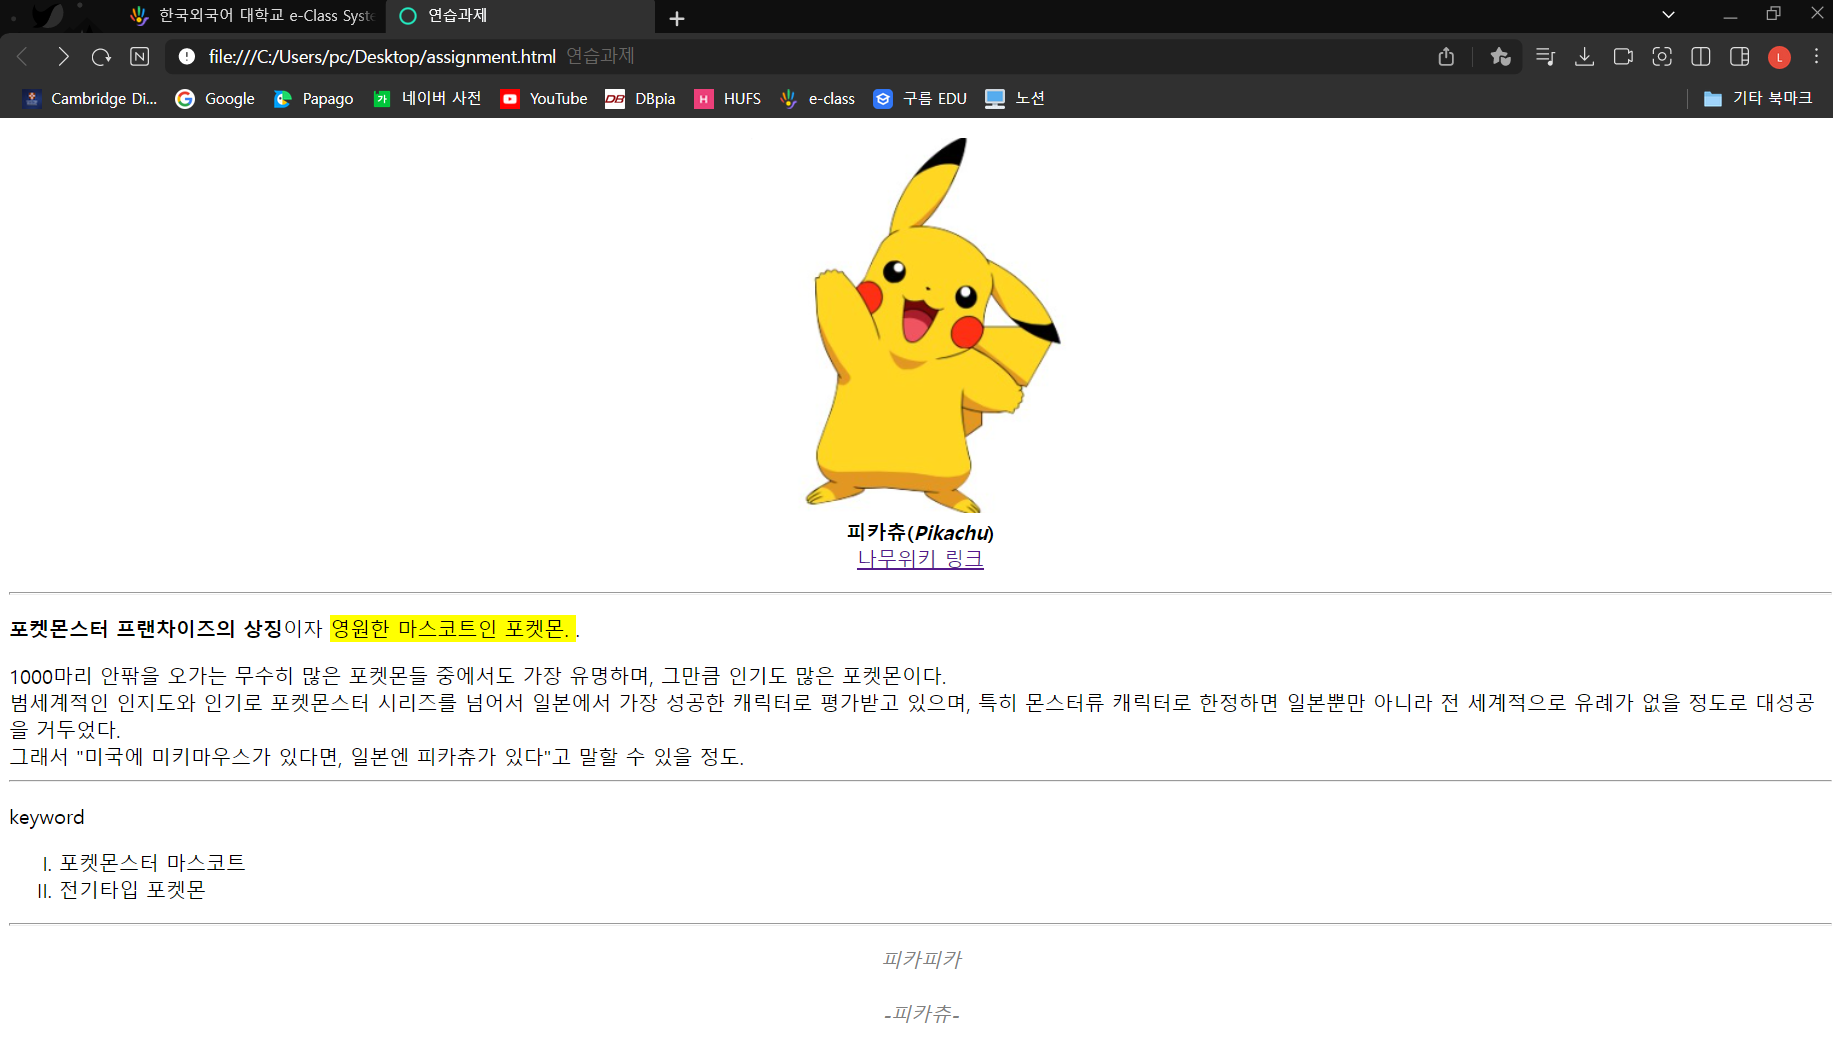 한국외국어 대학교 e-Class Syste
연습과제
file:///C:/Users/pc/Desktop/assignment.html 연습과제
L
Cambridge Di... Google Papago 네이버 사전 YouTube DBpia HUFS e-class 구름 EDU 노션 기타 북마크
피카츄(Pikachu)
나무위키 링크
포켓몬스터 프랜차이즈의 상징이자 영원한 마스코트인 포켓몬. .
1000마리 안팎을 오가는 무수히 많은 포켓몬들 중에서도 가장 유명하며, 그만큼 인기도 많은 포켓몬이다.
범세계적인 인지도와 인기로 포켓몬스터 시리즈를 넘어서 일본에서 가장 성공한 캐릭터로 평가받고 있으며, 특히 몬스터류 캐릭터로 한정하면 일본뿐만 아니라 전 세계적으로 유례가 없을 정도로 대성공
을 거두었다.
그래서 "미국에 미키마우스가 있다면, 일본엔 피카츄가 있다"고 말할 수 있을 정도.
keyword
I. 포켓몬스터 마스코트
II. 전기타입 포켓몬
피카피카
-피카츄-